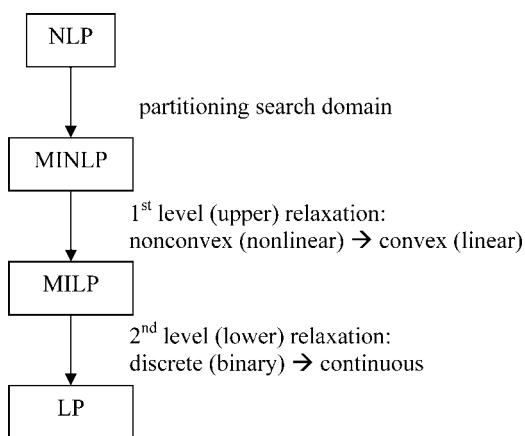 NLP
partitioning search domain
MINLP
1st level (upper) relaxation:
nonconvex (nonlinear) → convex (linear)
MILP
2nd level (lower) relaxation:
discrete (binary) → continuous
LP